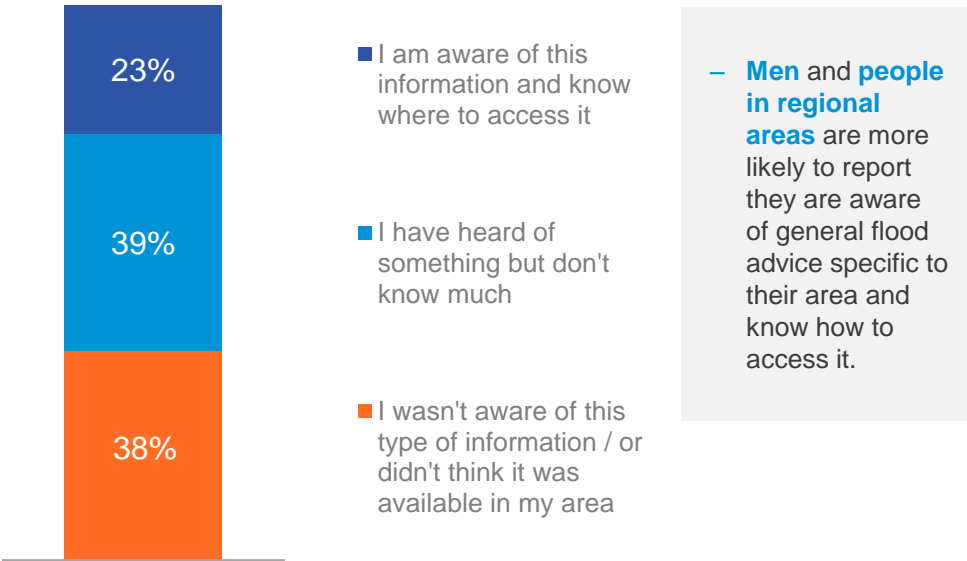 23%
39%
38%
I am aware of this
information and know
where to access it
I have heard of
something but don't
know much
I wasn't aware of this
type of information / or
didn't think it was
available in my area
– Men and people
in regional
areas are more
likely to report
they are aware
of general flood
advice specific to
their area and
know how to
access it.